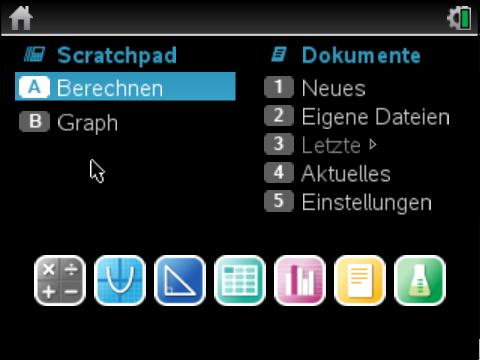 Scratchpad
A Berechnen
B Graph
Dokumente
1 Neues
2 Eigene Dateien
3 Letzte ▹
4 Aktuelles
5 Einstellungen
× ÷
+ −